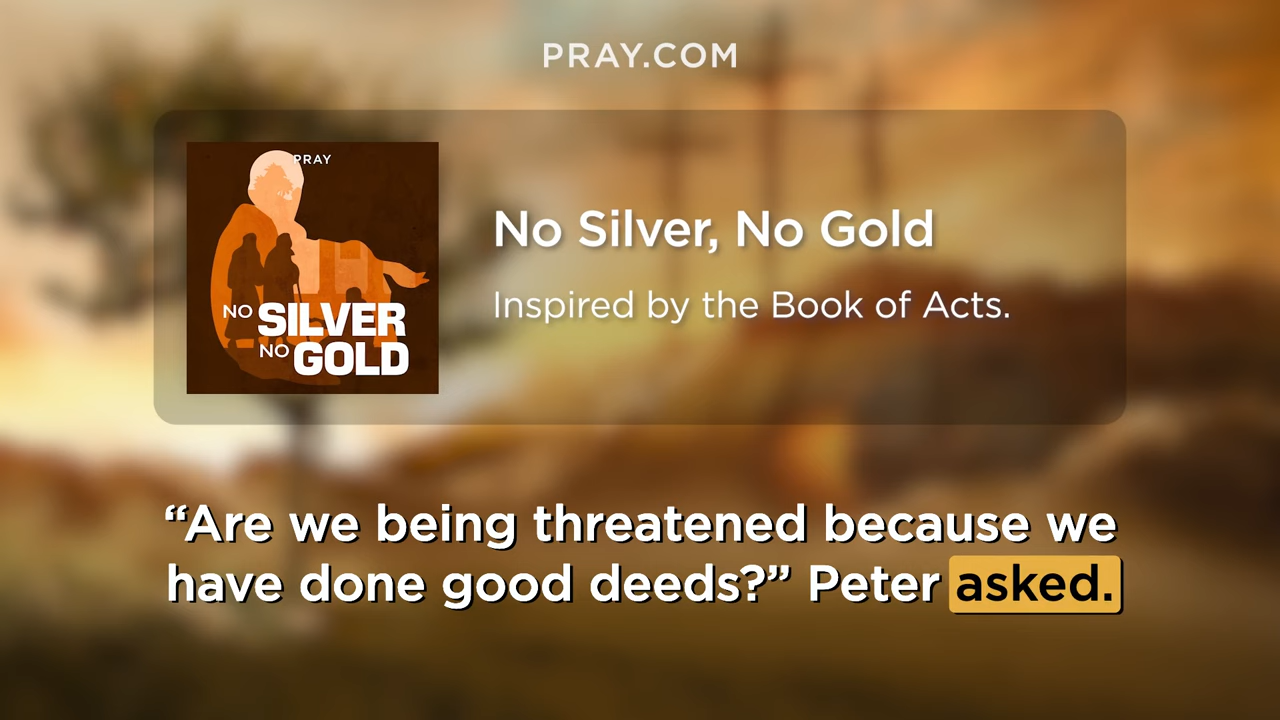 PRAY.COM
PRAY
NO SILVER
NO GOLD
No Silver, No Gold
Inspired by the Book of Acts.
“Are we being threatened because we
have done good deeds?” Peter asked.